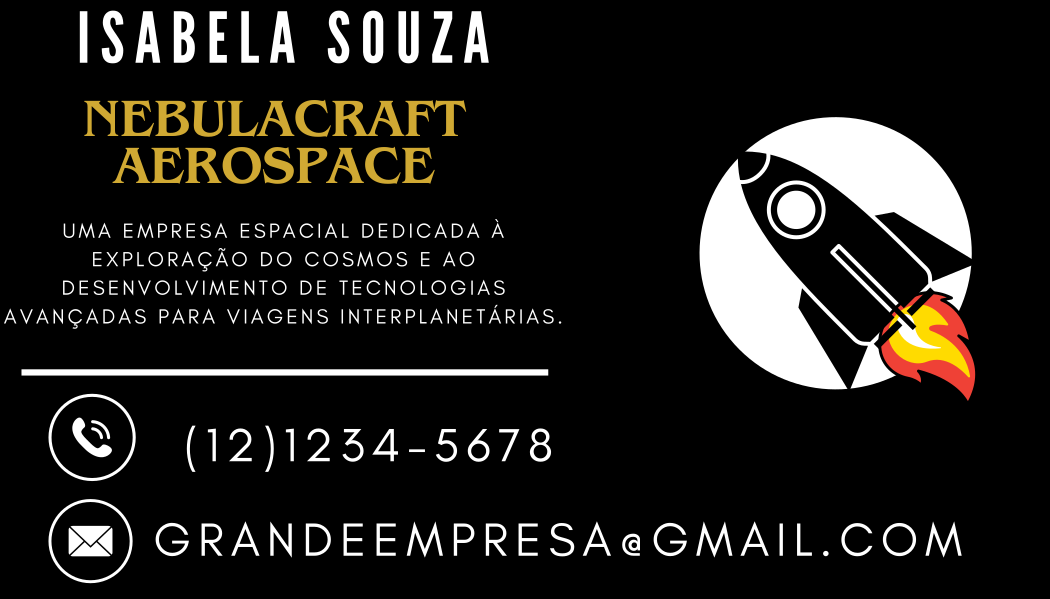 ISABELA SOUZA
NEBULACRAFT
AEROSPACE
UMA EMPRESA ESPACIAL DEDICADA À
EXPLORAÇÃO DO COSMOS E AO
DESENVOLVIMENTO DE TECNOLOGIAS
AVANÇADAS PARA VIAGENS INTERPLANETÁRIAS.
(12)1234-5678
GRANDEEMPRESA@GMAIL.COM